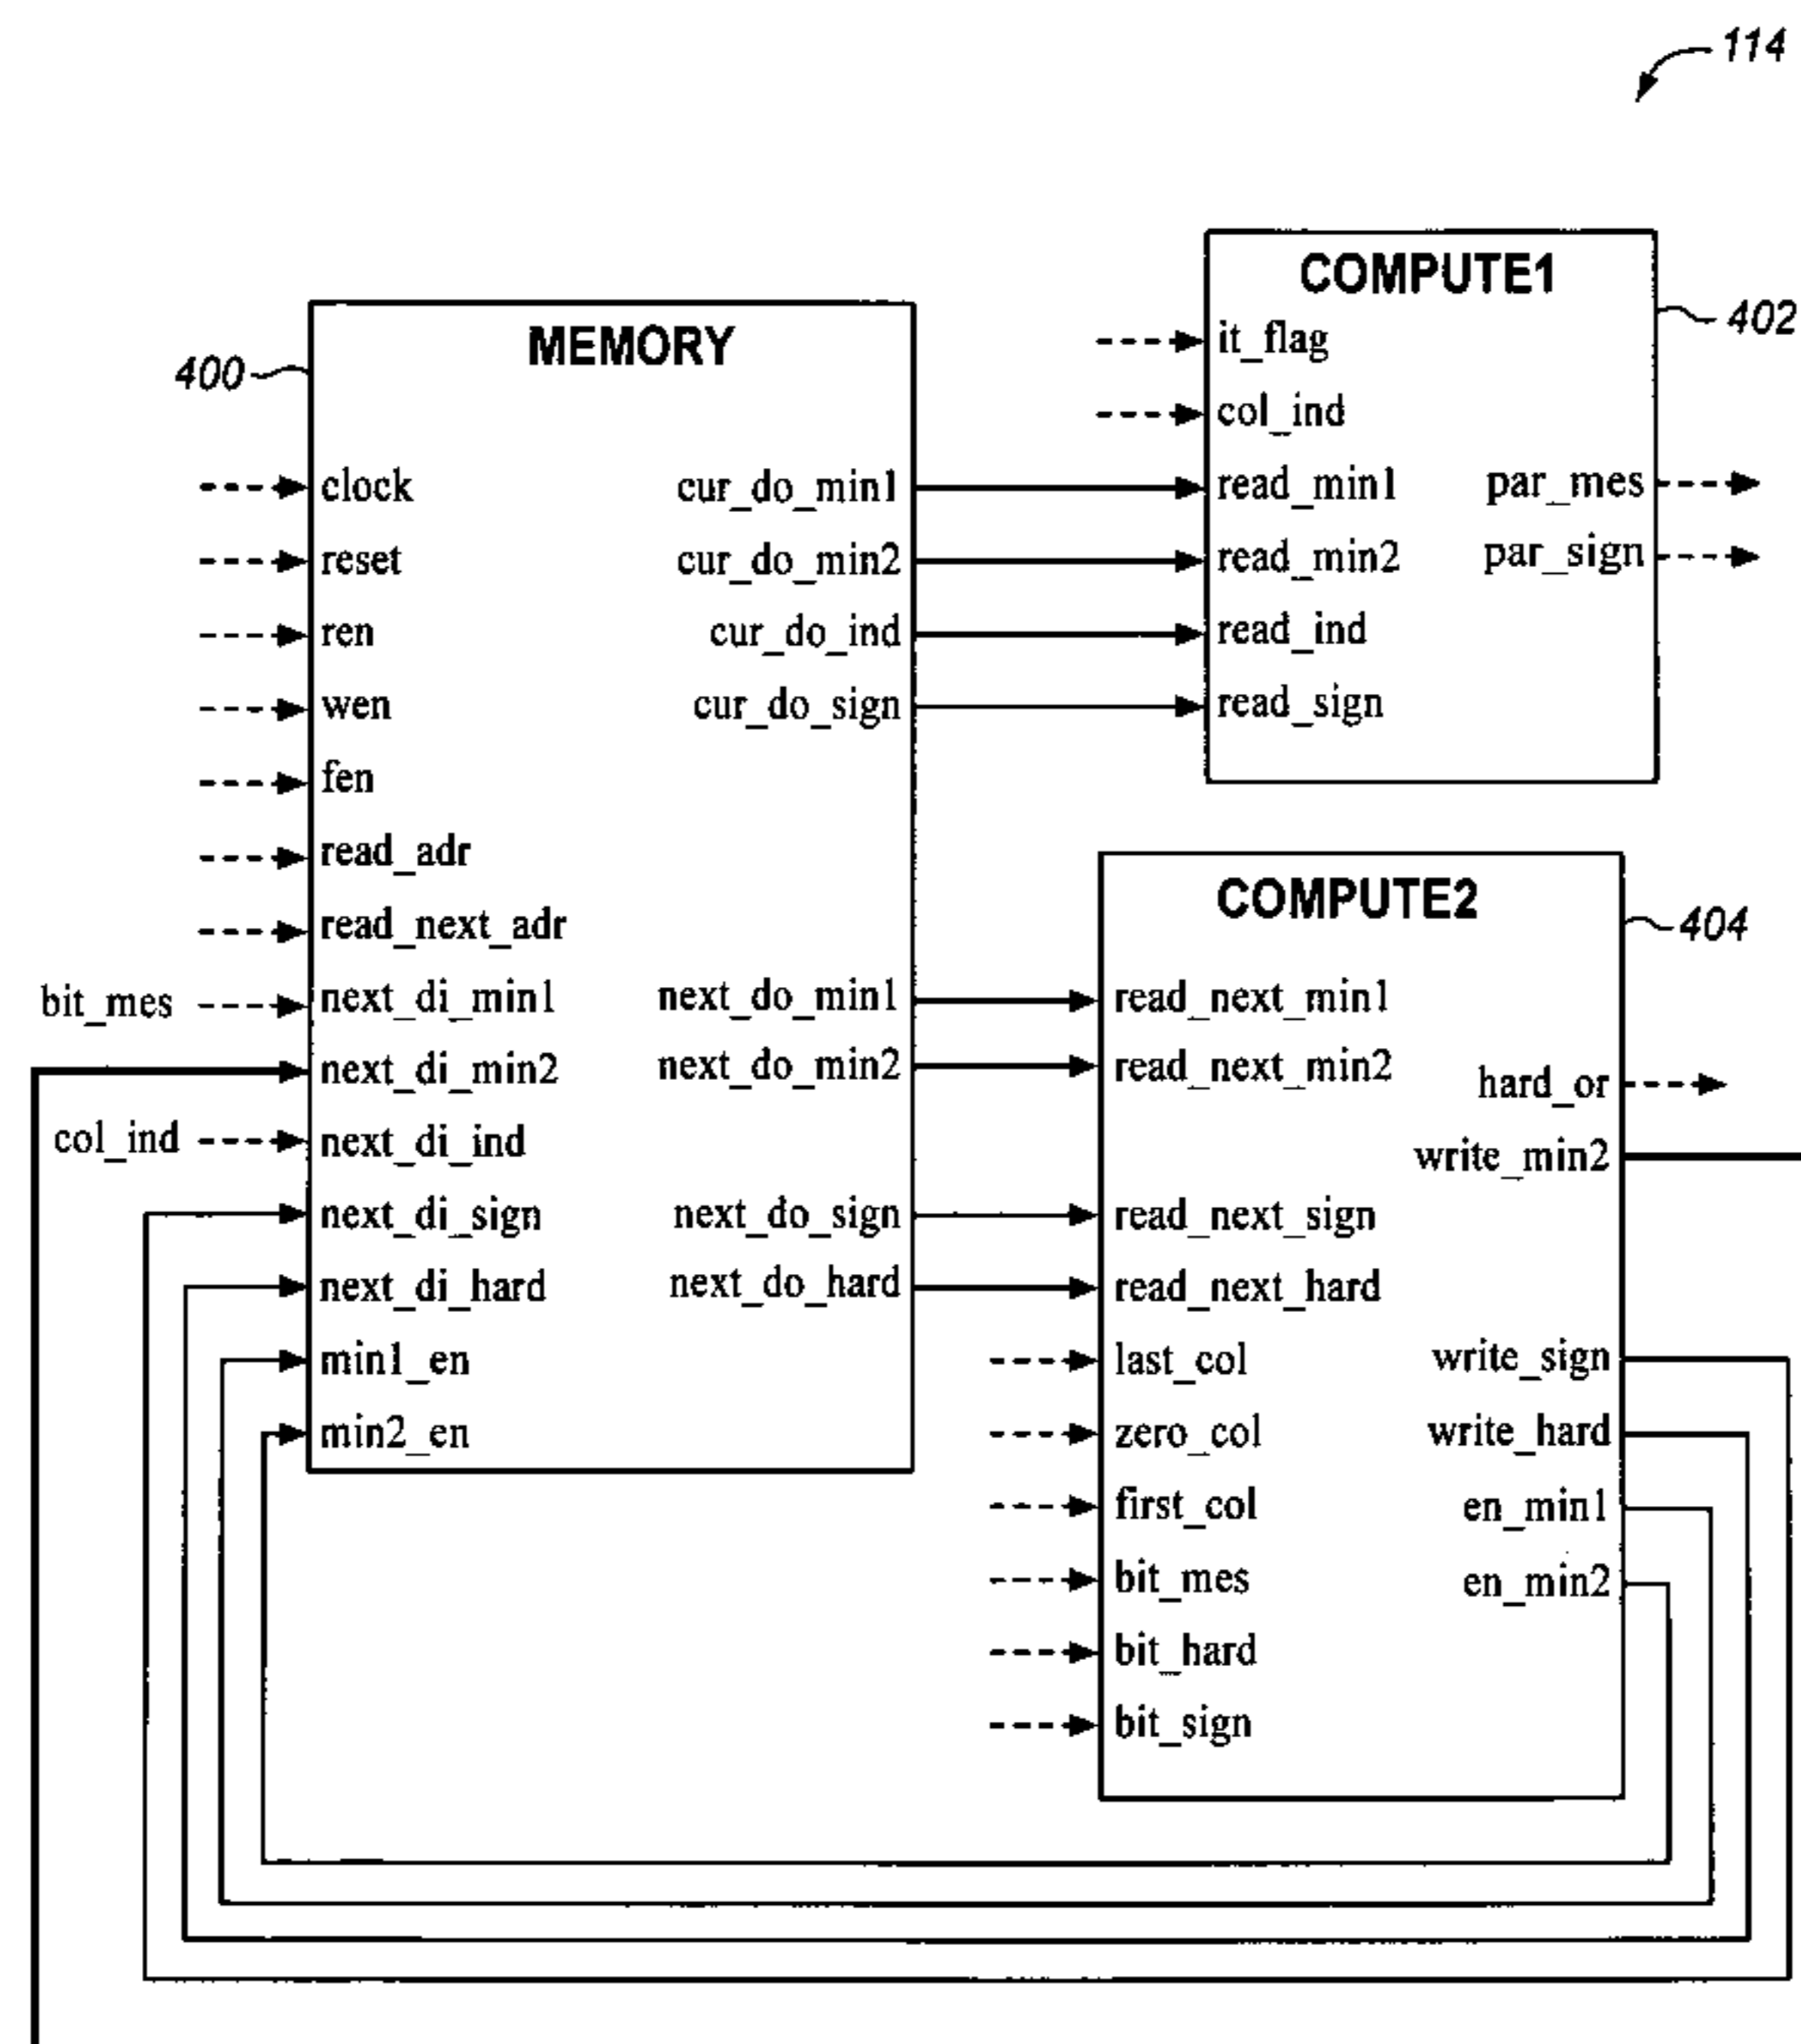 114
COMPUTE1
402
it_flag
col_ind
read_min1
par_mes
read_min2
par_sign
read_ind
read_sign
MEMORY
400
clock
cur_do_min1
reset
cur_do_min2
ren
cur_do_ind
wen
cur_do_sign
fen
read_adr
read_next_adr
bit_mes
next_di_min1
next_do_min1
next_di_min2
next_do_min2
col_ind
next_di_ind
next_di_sign
next_do_sign
next_di_hard
next_do_hard
min1_en
min2_en
COMPUTE2
404
read_next_min1
read_next_min2
hard_or
write_min2
read_next_sign
read_next_hard
last_col
write_sign
zero_col
write_hard
first_col
en_min1
bit_mes
en_min2
bit_hard
bit_sign